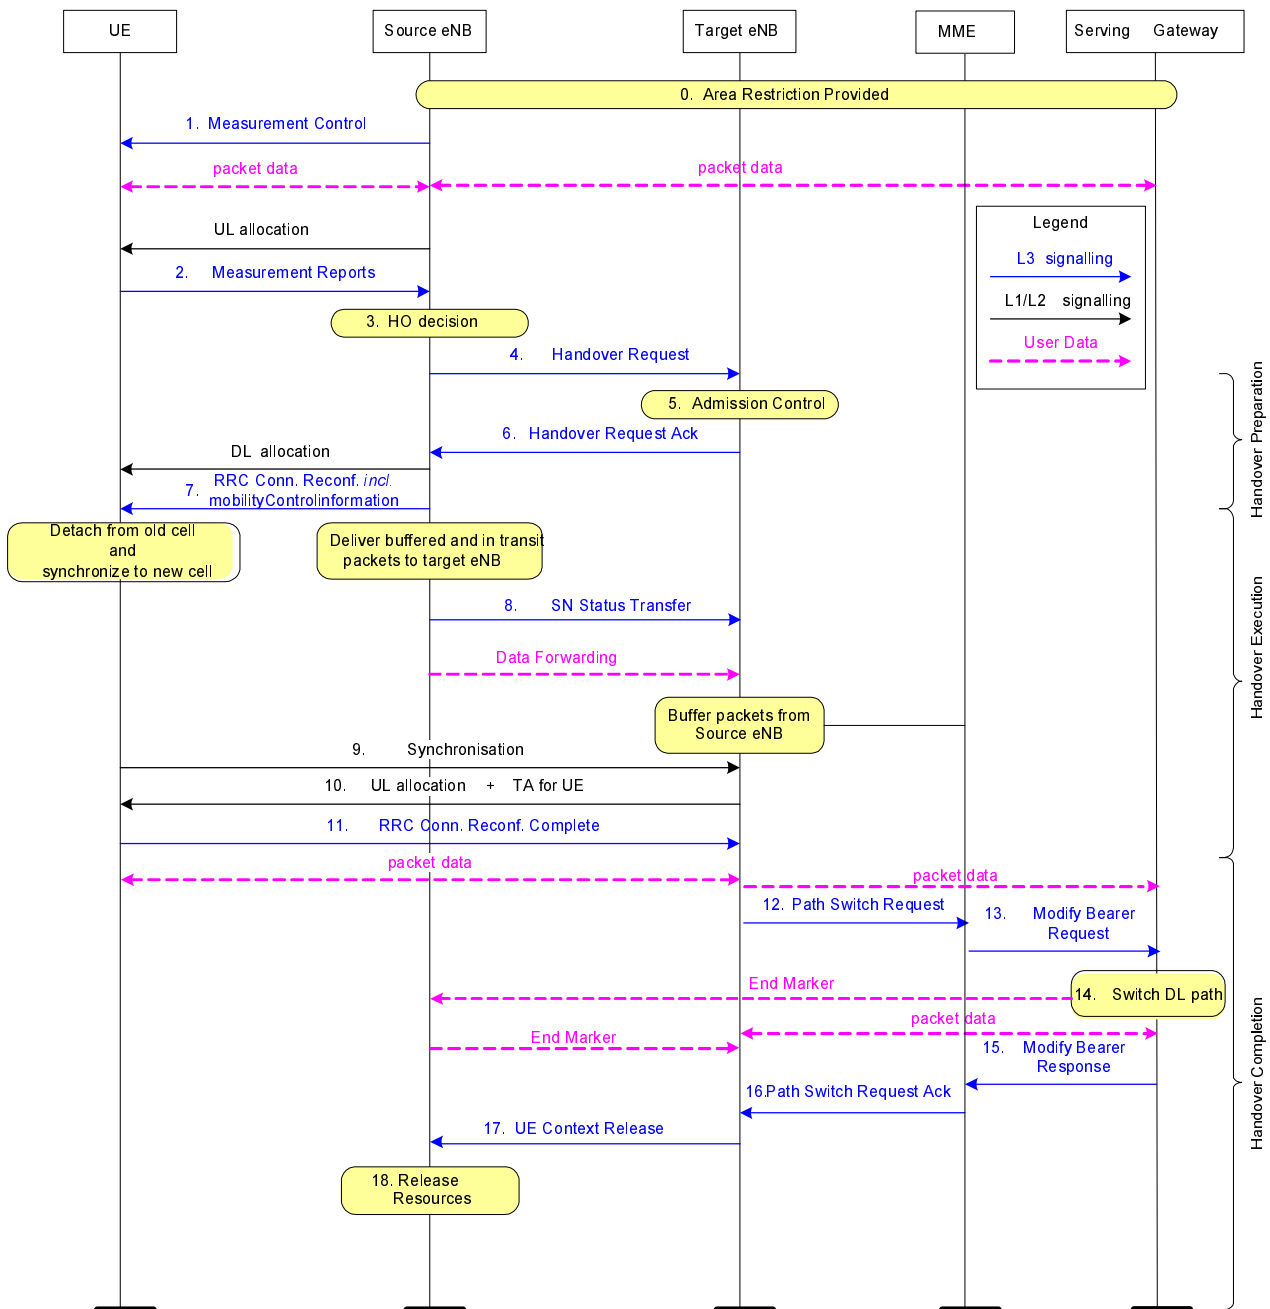 UE
Source eNB
Target eNB
MME
Serving Gateway
0. Area Restriction Provided
1. Measurement Control
packet data
packet data
Legend
UL allocation
L3 signalling
2. Measurement Reports
L1/L2 signalling
3. HO decision
User Data
4. Handover Request
5. Admission Control
6. Handover Request Ack
Handover Preparation
DL allocation
7. RRC Conn. Reconf. incl.
mobilityControlinformation
Detach from old cell
and
synchronize to new cell
Deliver buffered and in transit
packets to target eNB
8. SN Status Transfer
Handover Execution
Data Forwarding
Buffer packets from
Source eNB
9. Synchronisation
10. UL allocation + TA for UE
11. RRC Conn. Reconf. Complete
packet data
packet data
12. Path Switch Request
13. Modify Bearer
Request
End Marker
14. Switch DL path
packet data
End Marker
15. Modify Bearer
Response
Handover Completion
16.Path Switch Request Ack
17. UE Context Release
18. Release
Resources